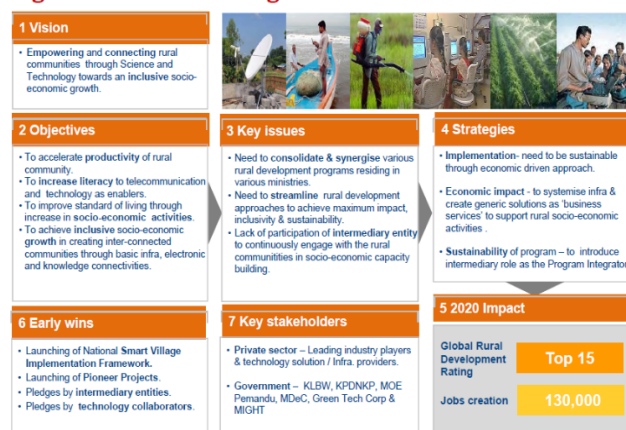 1 Vision
• Empowering and connecting rural
communities through Science and
Technology towards an inclusive socio-
economic growth.
2 Objectives
• To accelerate productivity of rural
community.
• To increase literacy to telecommunication
and technology as enablers.
• To improve standard of living through
increase in socio-economic activities.
• To achieve inclusive socio-economic
growth in creating inter-connected
communities through basic infra, electronic
and knowledge connectivities.
3 Key issues
• Need to consolidate & synergise various
rural development programs residing in
various ministries.
• Need to streamline rural development
approaches to achieve maximum impact,
inclusivity & sustainability.
• Lack of participation of intermediary entity
to continuously engage with the rural
communitities in socio-economic capacity
building.
4 Strategies
• Implementation- need to be sustainable
through economic driven approach.
• Economic impact - to systemise infra &
create generic solutions as 'business
services' to support rural socio-economic
activities .
• Sustainability of program – to introduce
intermediary role as the Program Integrator
5 2020 Impact
Global Rural
Development
Rating
Top 15
Jobs creation
130,000
6 Early wins
• Launching of National Smart Village
Implementation Framework.
• Launching of Pioneer Projects.
• Pledges by intermediary entities.
• Pledges by technology collaborators.
7 Key stakeholders
• Private sector – Leading industry players
& technology solution / Infra. providers.
• Government – KLBW, KPDNKP, MOE
Pemandu, MDeC, Green Tech Corp &
MIGHT